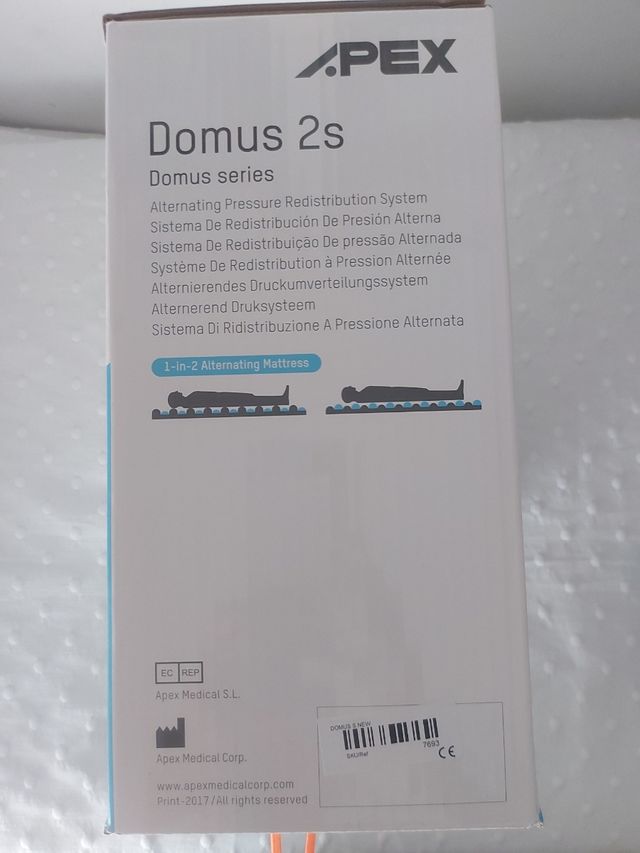 APEX
Domus 2s
Domus series
Alternating Pressure Redistribution System
Sistema De Redistribución De Presión Alterna
Sistema De Redistribuição De pressão Alternada
Système De Redistribution à Pression Alternée
Alternierendes Druckumverteilungssystem
Alternerend Druksysteem
Sistema Di Ridistribuzione A Pressione Alternata
1-in-2 Alternating Mattress
EC REP
Apex Medical S.L.
Apex Medical Corp.
www.apexmedicalcorp.com
Print-2017/All rights reserved
DOMUS S NEW
7693
SKU/Ref
CE